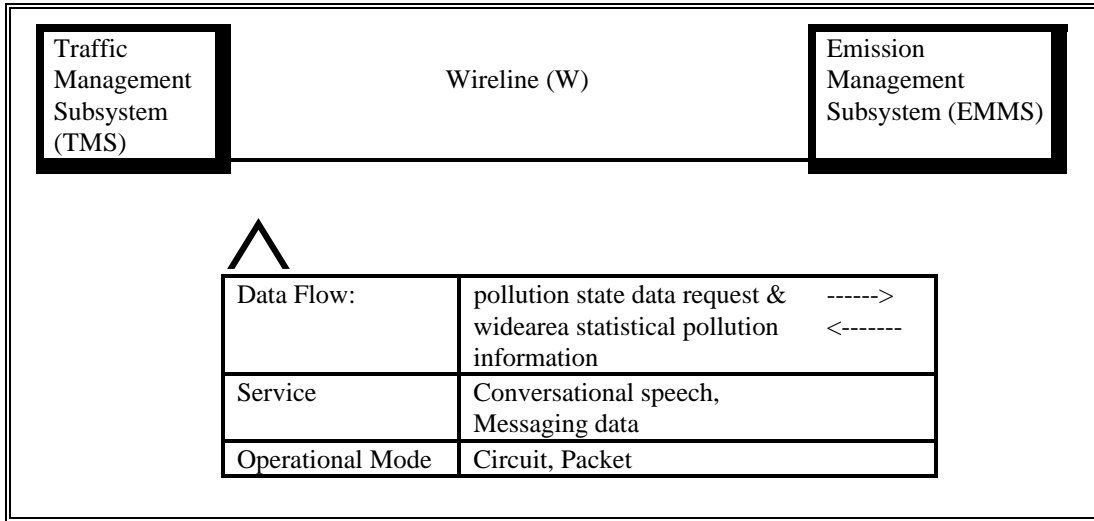 Traffic
Management
Subsystem
(TMS)
Wireline (W)
Emission
Management
Subsystem (EMMS)
Data Flow:
pollution state data request & ------>
widearea statistical pollution <-------
information
Service
Conversational speech,
Messaging data
Operational Mode
Circuit, Packet